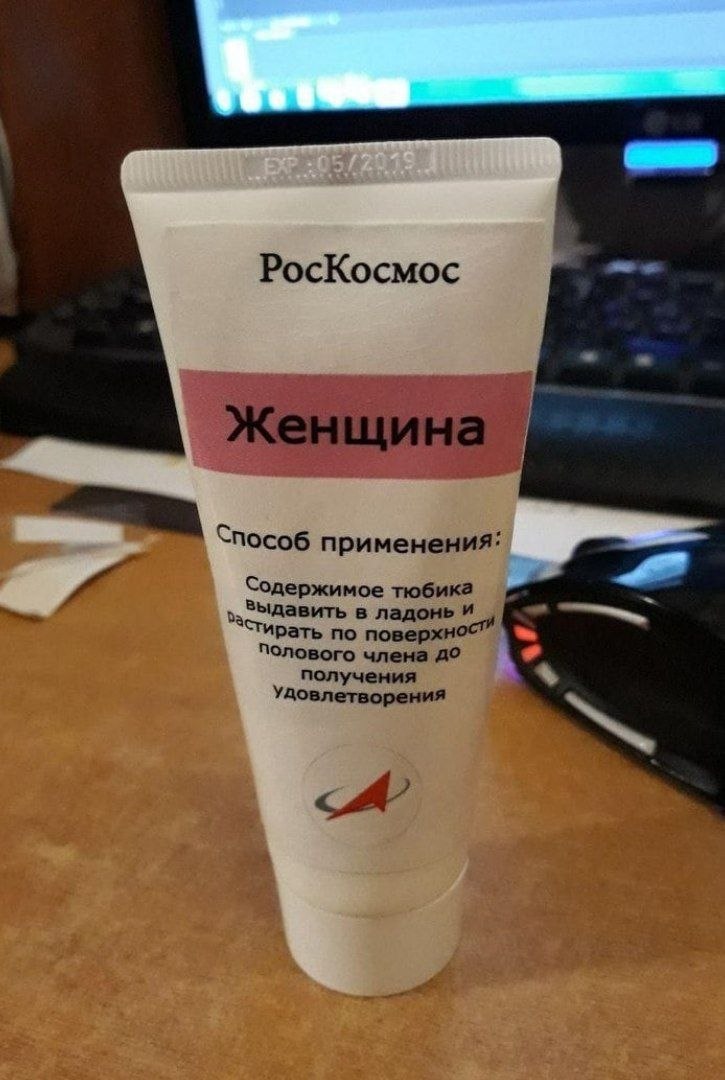 EXP.:05/2019
РосКосмос
Женщина
Способ применения:
Содержимое тюбика
выдавить в ладонь и
растирать по поверхности
полового члена до
получения
удовлетворения